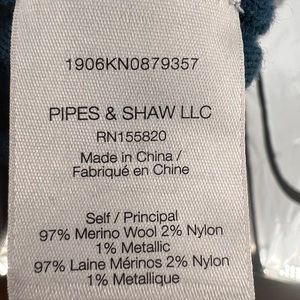 1906KN0879357
PIPES & SHAW LLC
RN155820
Made in China /
Fabriqué en Chine
Self / Principal
97% Merino Wool 2% Nylon
1% Metallic
97% Laine Mérinos 2% Nylon
1% Metallique